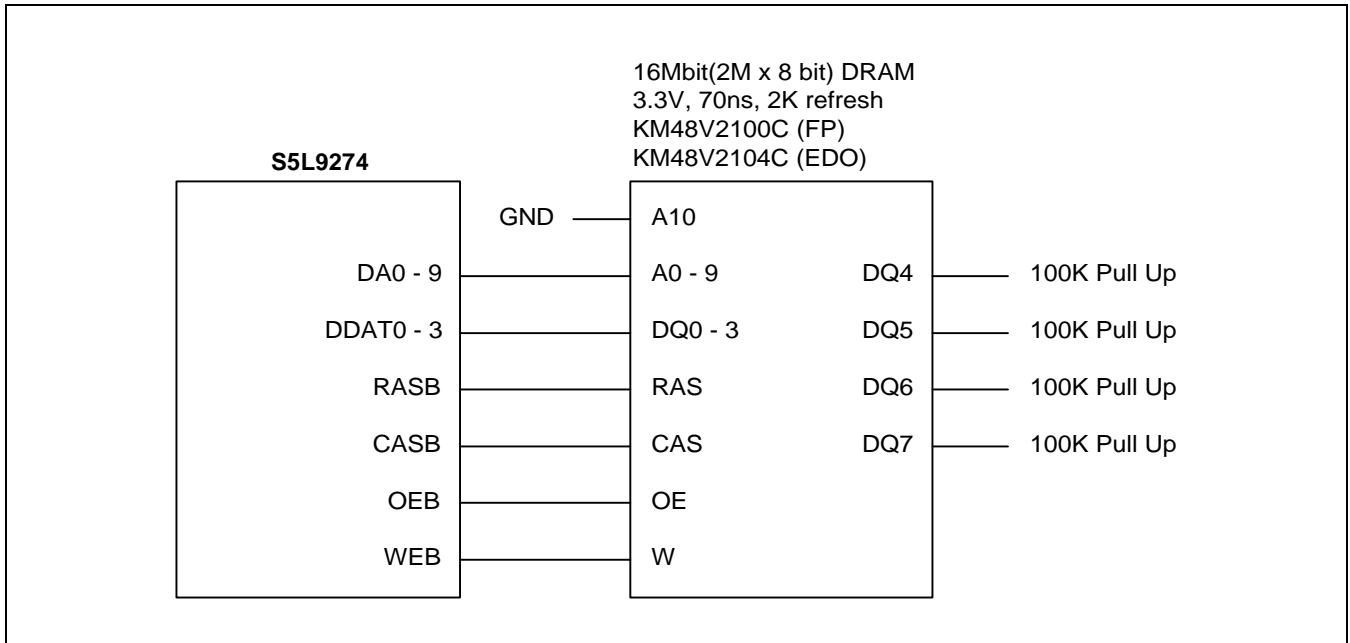 16Mbit(2M x 8 bit) DRAM
3.3V, 70ns, 2K refresh
KM48V2100C (FP)
KM48V2104C (EDO)
S5L9274
GND A10
DA0 - 9 A0 - 9 DQ4 100K Pull Up
DDAT0 - 3 DQ0 - 3 DQ5 100K Pull Up
RASB RAS DQ6 100K Pull Up
CASB CAS DQ7 100K Pull Up
OEB OE
WEB W